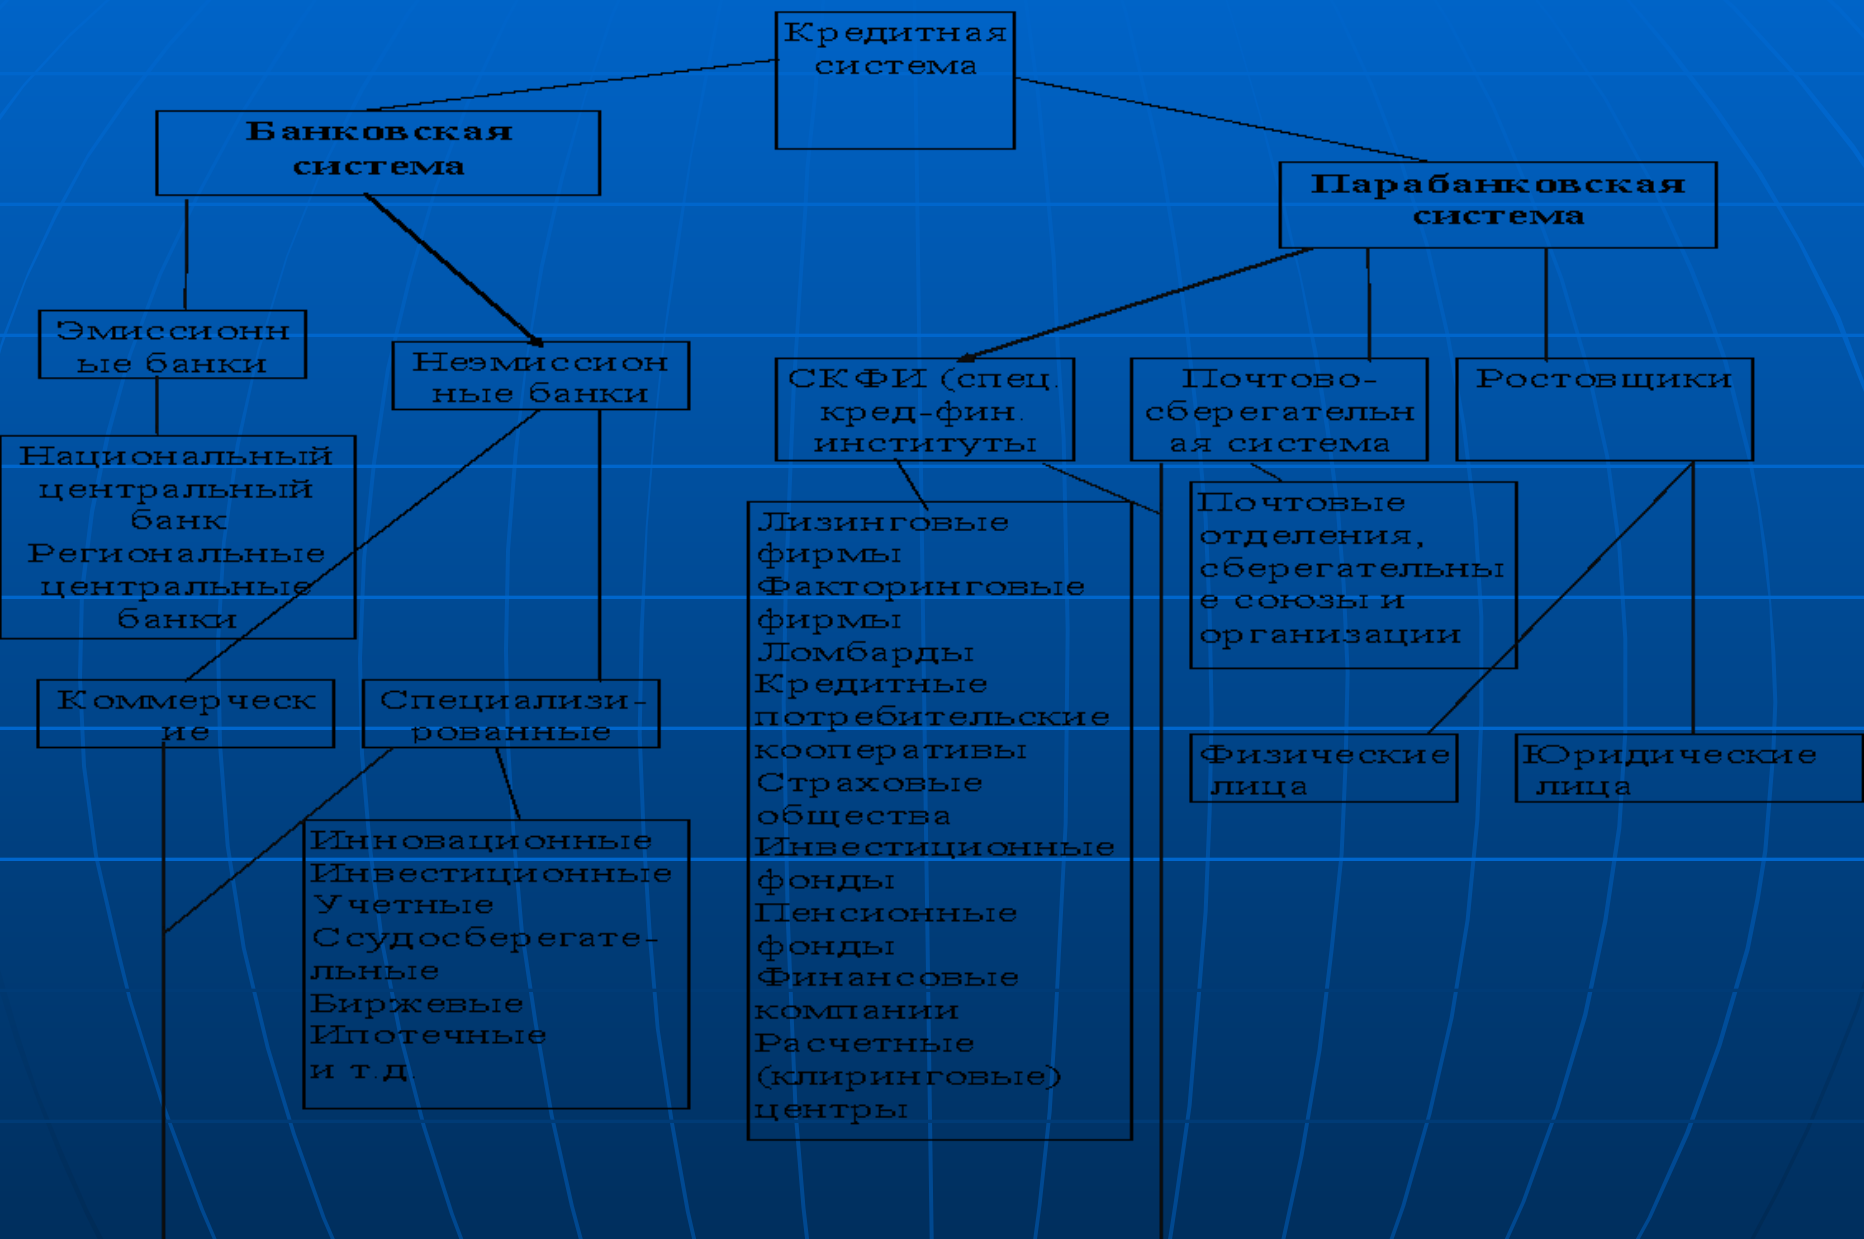 Кредитная
система
Банковская
система
Парабанковская
система
Эмиссионн
ые банки
Неэмиссион
ные банки
СКФИ (спец.
кред-фин.
институты
Почтово-
сберегательн
ая система
Ростовщики
Национальный
центральный
банк
Региональные
центральные
банки
Лизинговые
фирмы
Факторинговые
фирмы
Ломбарды
Кредитные
потребительские
кооперативы
Страховые
общества
Инвестиционные
фонды
Пенсионные
фонды
Финансовые
компании
Расчетные
(клиринговые)
центры
Почтовые
отделения,
сберегательны
е союзы и
организации
Коммерческ
ие
Специализи-
рованные
Физические
лица
Юридические
лица
Инновационные
Инвестиционные
Учетные
Ссудосберегате-
льные
Биржевые
Ипотечные
и т.д.